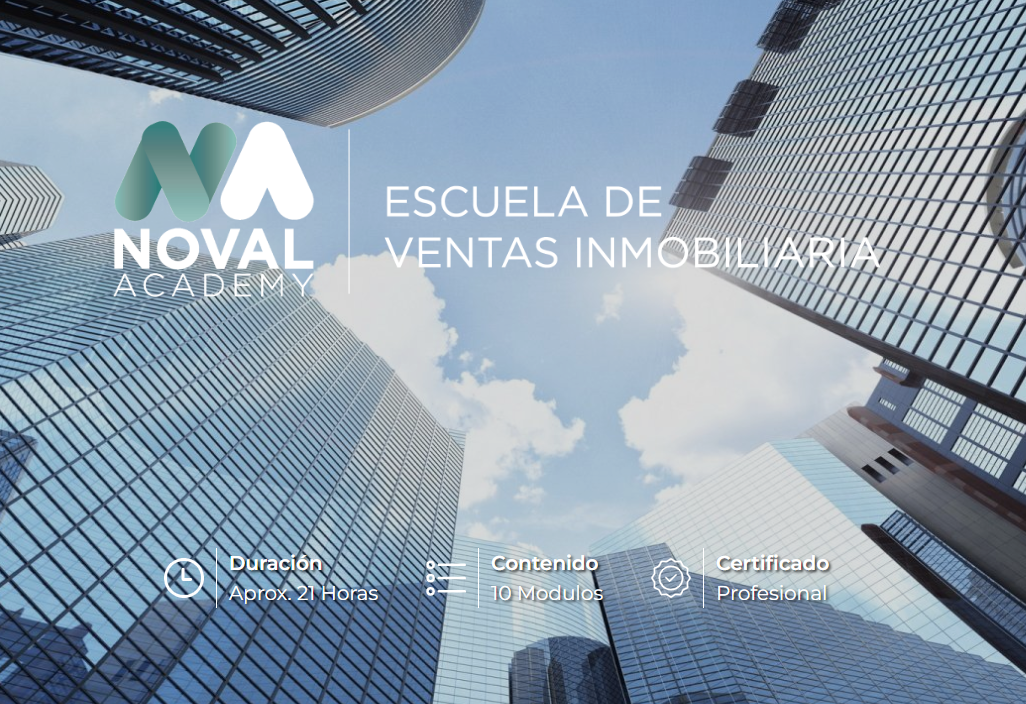 NOVAL
ACADEMY
ESCUELA DE
VENTAS INMOBILIARIA
Duración
Aprox. 21 Horas
Contenido
10 Modulos
Certificado
Profesional